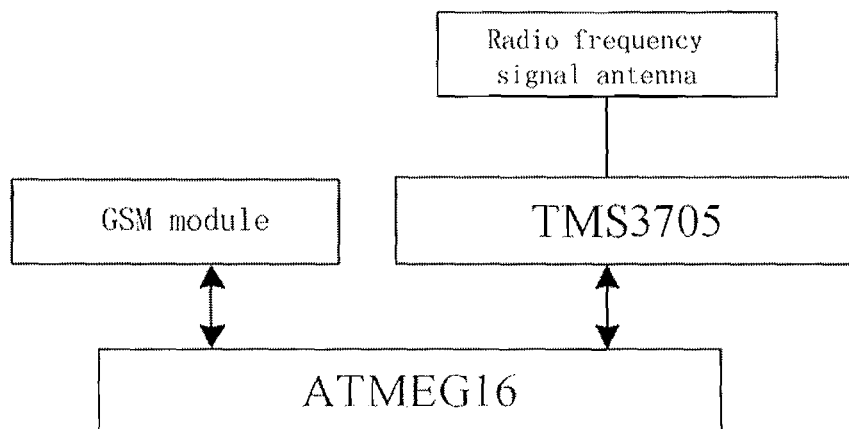 Radio frequency
signal antenna
GSM module
TMS3705
ATMEG16